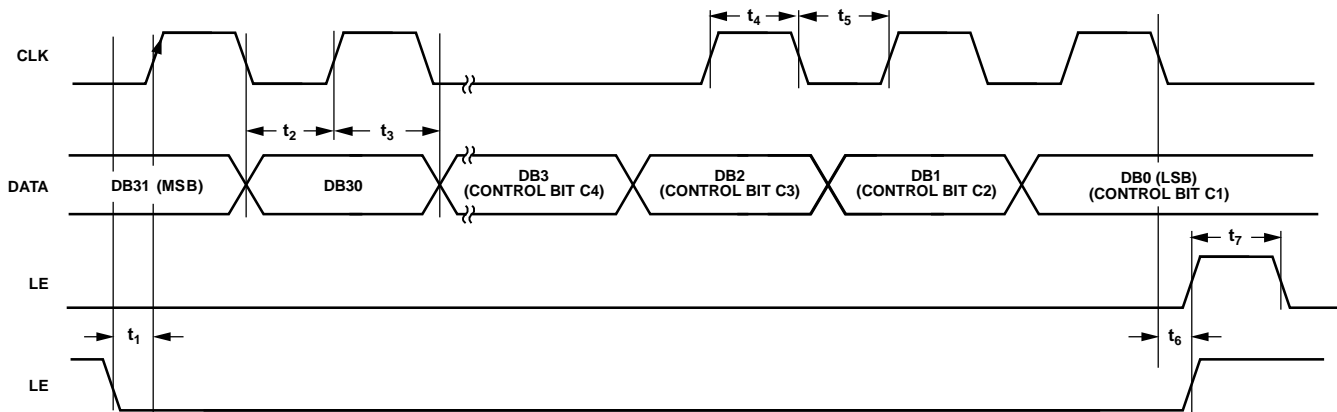 t4
t5
CLK
t2
t3
DATA
DB31 (MSB)
DB30
DB3
(CONTROL BIT C4)
DB2
(CONTROL BIT C3)
DB1
(CONTROL BIT C2)
DB0 (LSB)
(CONTROL BIT C1)
t7
LE
t1
t6
LE